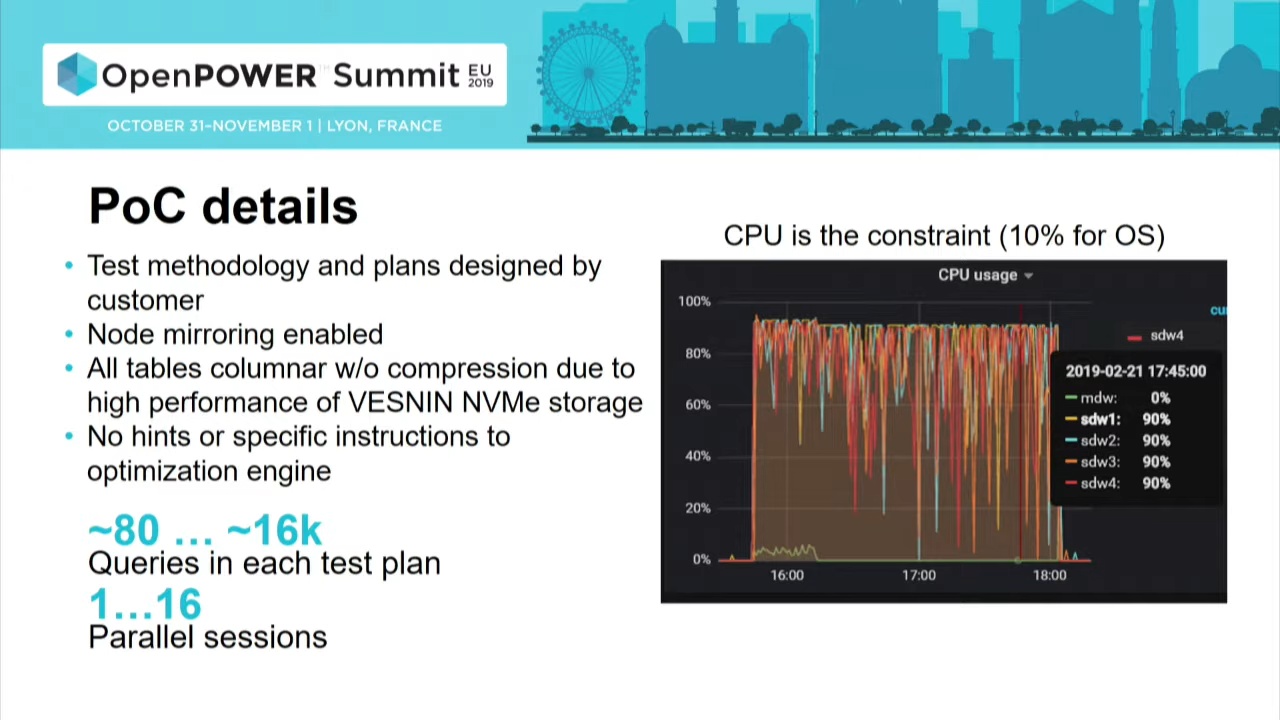 OpenPOWER Summit EU 2019
OCTOBER 31–NOVEMBER 1 | LYON, FRANCE
PoC details
• Test methodology and plans designed by
customer
• Node mirroring enabled
• All tables columnar w/o compression due to
high performance of VESNIN NVMe storage
• No hints or specific instructions to
optimization engine
~80 … ~16k
Queries in each test plan
1…16
Parallel sessions
CPU is the constraint (10% for OS)
CPU usage
100%
80%
60%
40%
20%
0%
16:00
17:00
18:00
cur
sdw4
2019-02-21 17:45:00
mdw: 0%
sdw1: 90%
sdw2: 90%
sdw3: 90%
sdw4: 90%